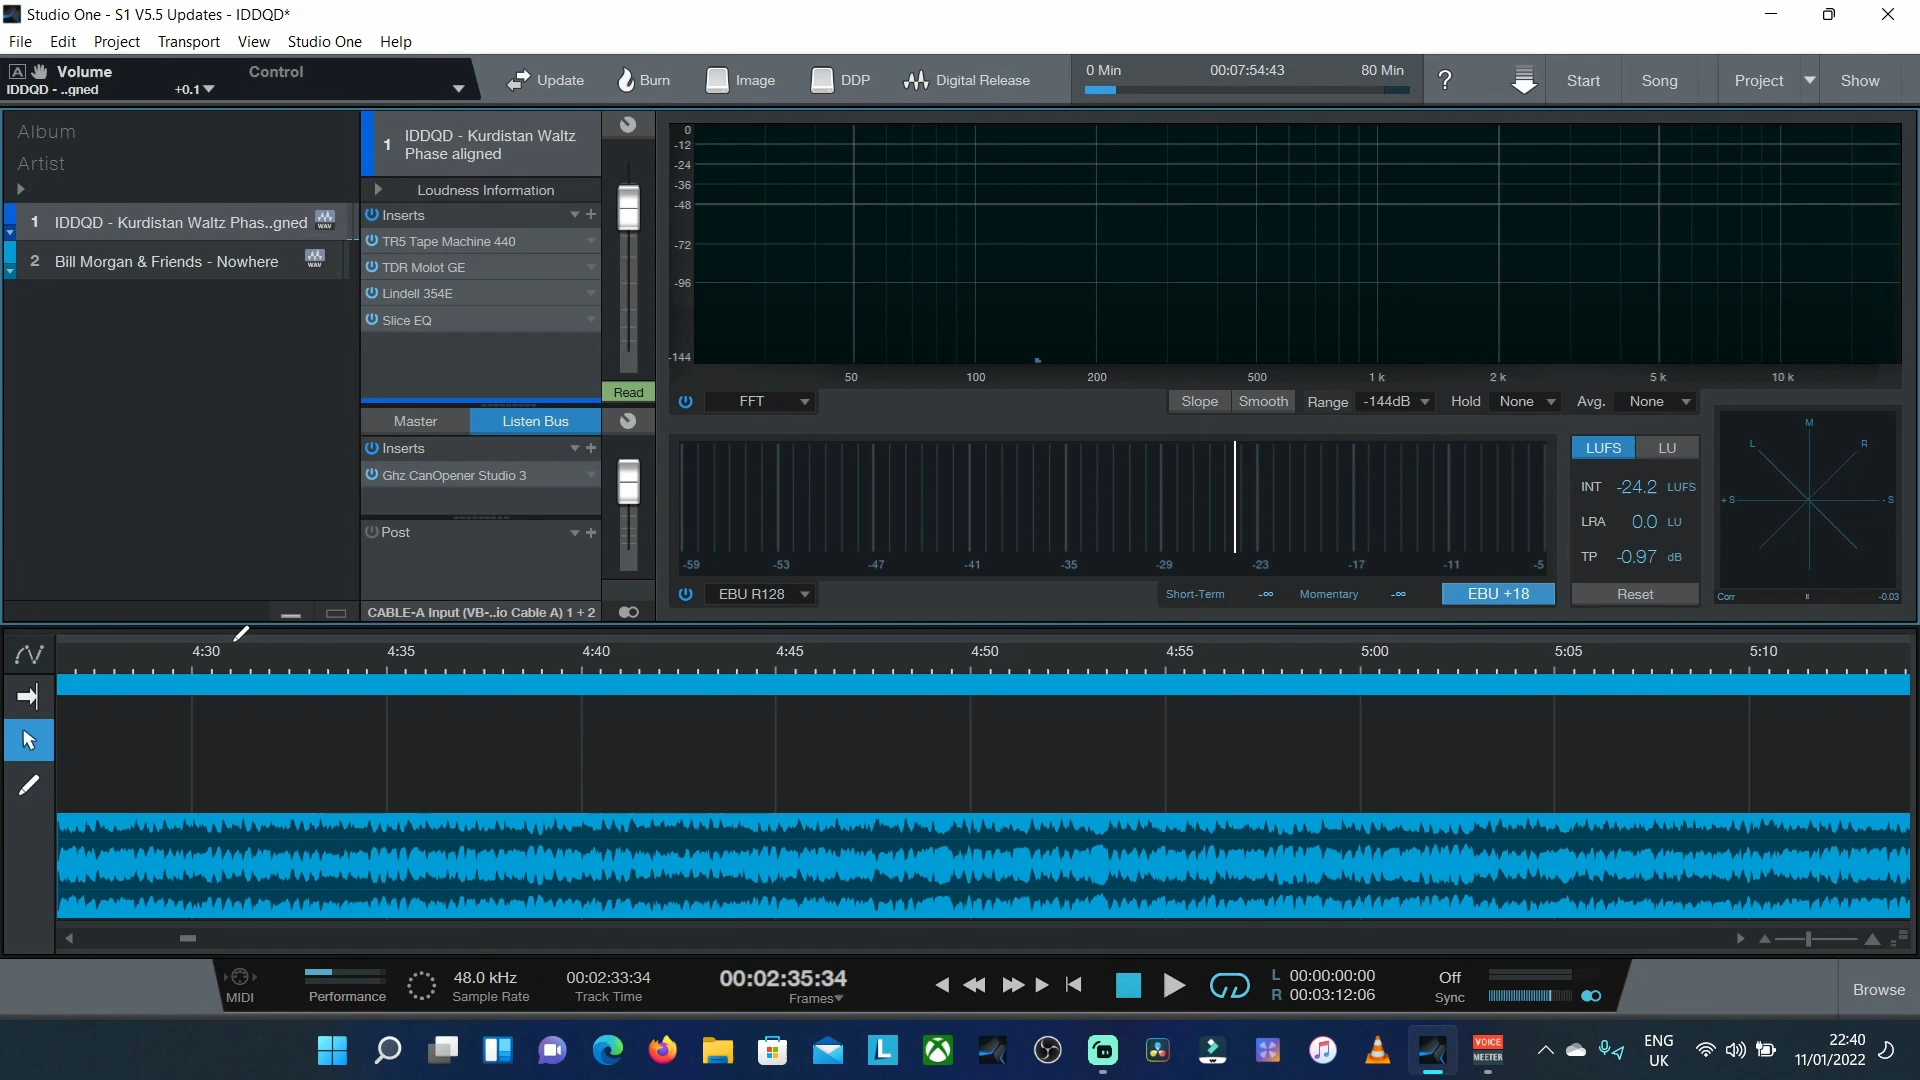 Studio One - S1 V5.5 Updates - IDDQD*
File Edit Project Transport View Studio One Help
A Volume Control
IDDQD - ..gned +0.1
Update Burn Image DDP Digital Release
0 Min 00:07:54:43 80 Min
? Start Song Project Show
Album
Artist
1 IDDQD - Kurdistan Waltz Phas..gned WAV
2 Bill Morgan & Friends - Nowhere WAV
1 IDDQD - Kurdistan Waltz
Phase aligned
Loudness Information
Inserts
TR5 Tape Machine 440
TDR Molot GE
Lindell 354E
Slice EQ
Read
Master Listen Bus
Inserts
Ghz CanOpener Studio 3
Post
CABLE-A Input (VB-..io Cable A) 1 + 2
0
-12
-24
-36
-48
-72
-96
-144
50 100 200 500 1k 2k 5k 10k
FFT Slope Smooth Range -144dB Hold None Avg. None
-59 -53 -47 -41 -35 -29 -23 -17 -11 -5
EBU R128 Short-Term -∞ Momentary -∞ EBU +18
LUFS LU
INT -24.2 LUFS
LRA 0.0 LU
TP -0.97 dB
Reset
M
L R
+S -S
Corr -0.03
4:30 4:35 4:40 4:45 4:50 4:55 5:00 5:05 5:10
MIDI
Performance
48.0 kHz
Sample Rate
00:02:33:34
Track Time
00:02:35:34
Frames
L 00:00:00:00
R 00:03:12:06
Off
Sync
Browse
L
VOICE
MEETER
ENG
UK
22:40
11/01/2022